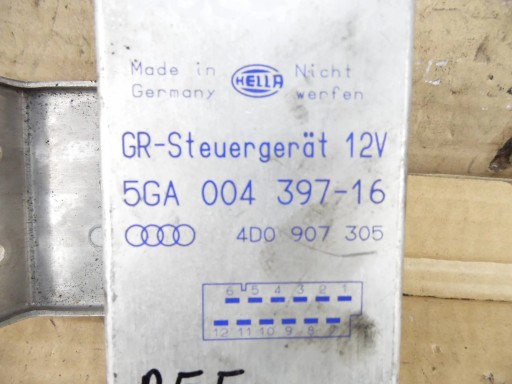 Made in HELLA Nicht
Germany werfen
GR-Steuergerät 12V
5GA 004 397-16
4D0 907 305
6 5 4 3 2 1
12 11 10 9 8 7